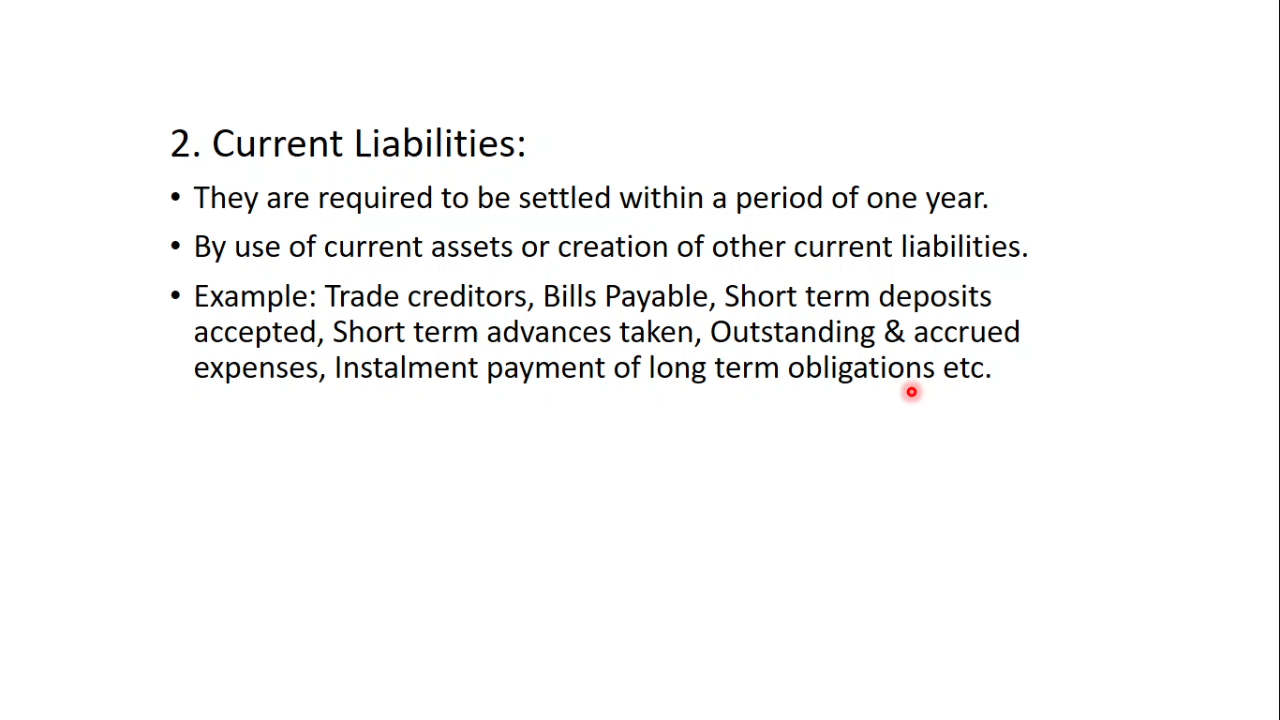 2. Current Liabilities:
• They are required to be settled within a period of one year.
• By use of current assets or creation of other current liabilities.
• Example: Trade creditors, Bills Payable, Short term deposits
accepted, Short term advances taken, Outstanding & accrued
expenses, Instalment payment of long term obligations etc.